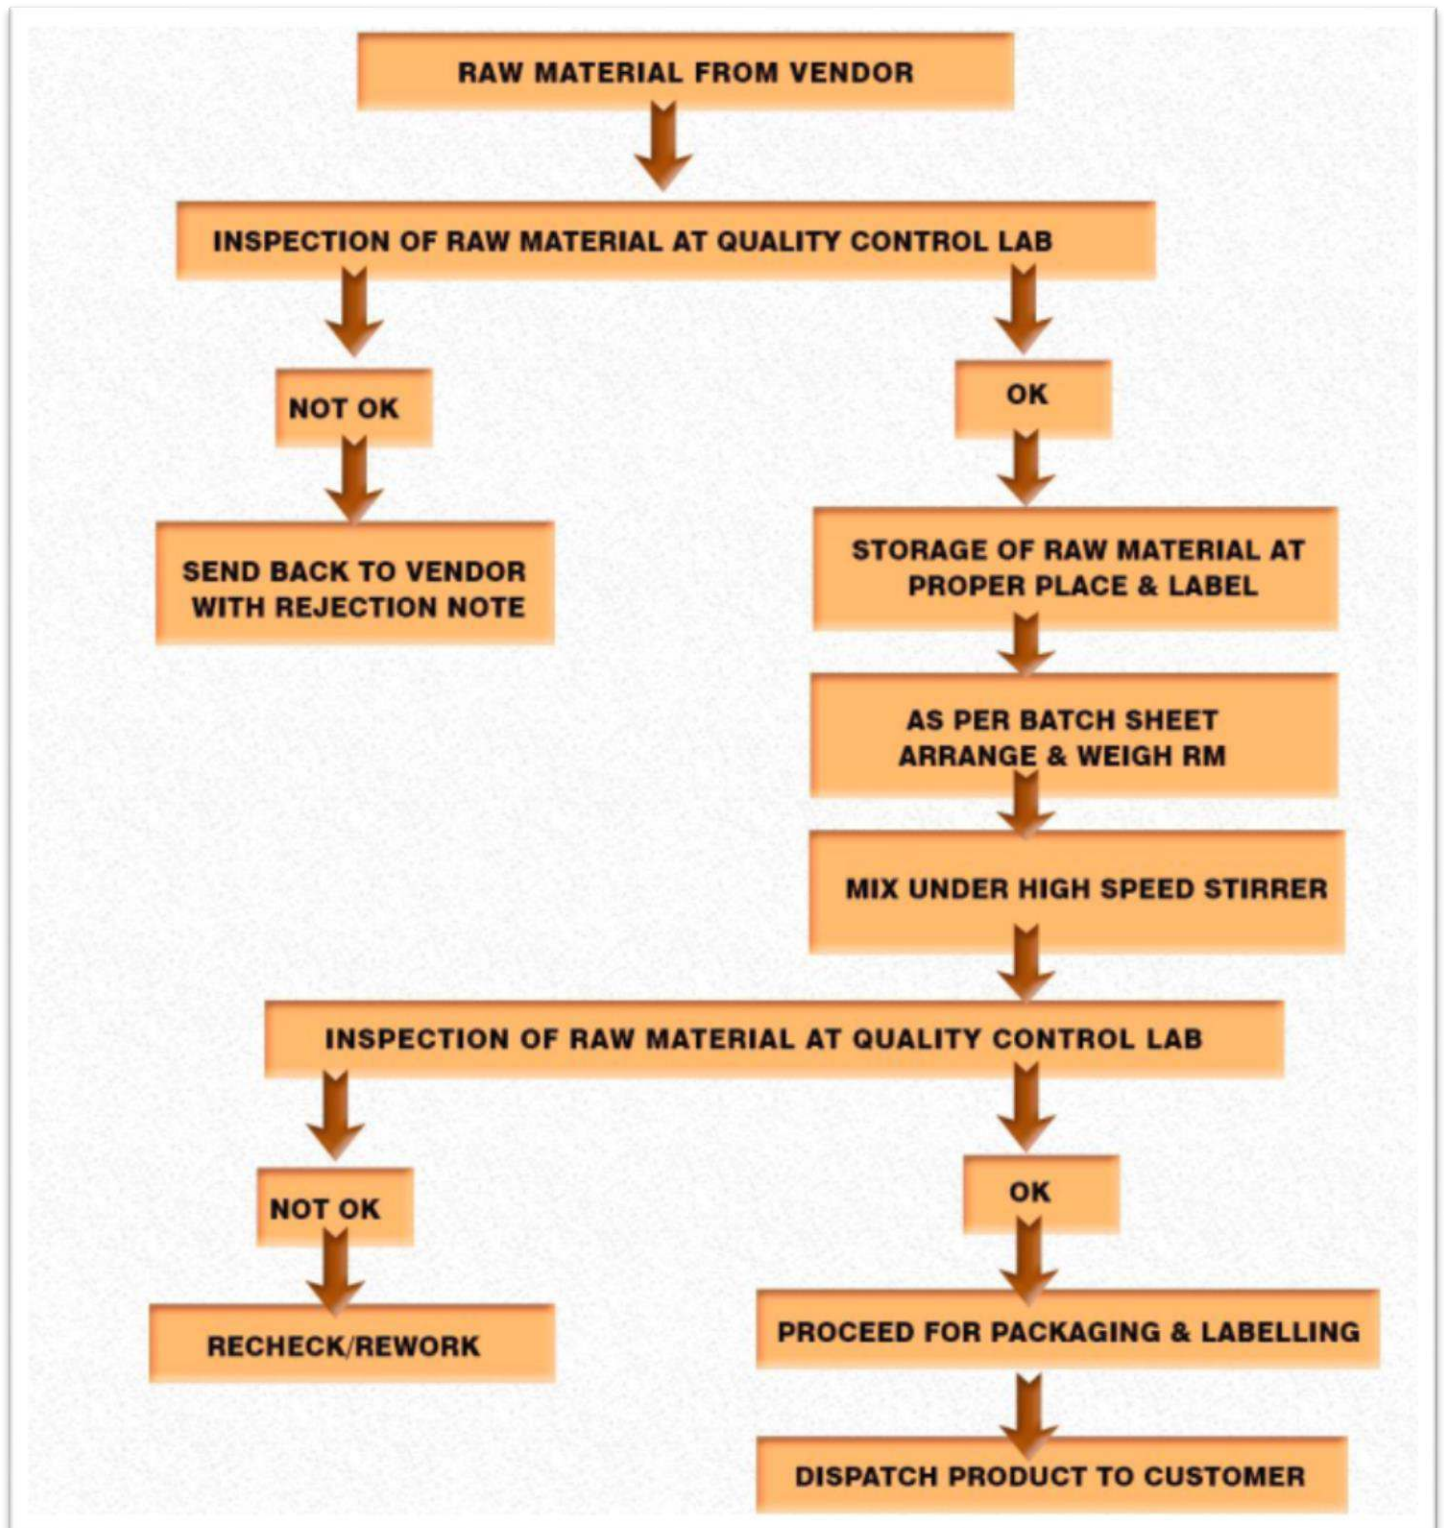 RAW MATERIAL FROM VENDOR
INSPECTION OF RAW MATERIAL AT QUALITY CONTROL LAB
NOT OK
OK
SEND BACK TO VENDOR
WITH REJECTION NOTE
STORAGE OF RAW MATERIAL AT
PROPER PLACE & LABEL
AS PER BATCH SHEET
ARRANGE & WEIGH RM
MIX UNDER HIGH SPEED STIRRER
INSPECTION OF RAW MATERIAL AT QUALITY CONTROL LAB
NOT OK
OK
RECHECK/REWORK
PROCEED FOR PACKAGING & LABELLING
DISPATCH PRODUCT TO CUSTOMER